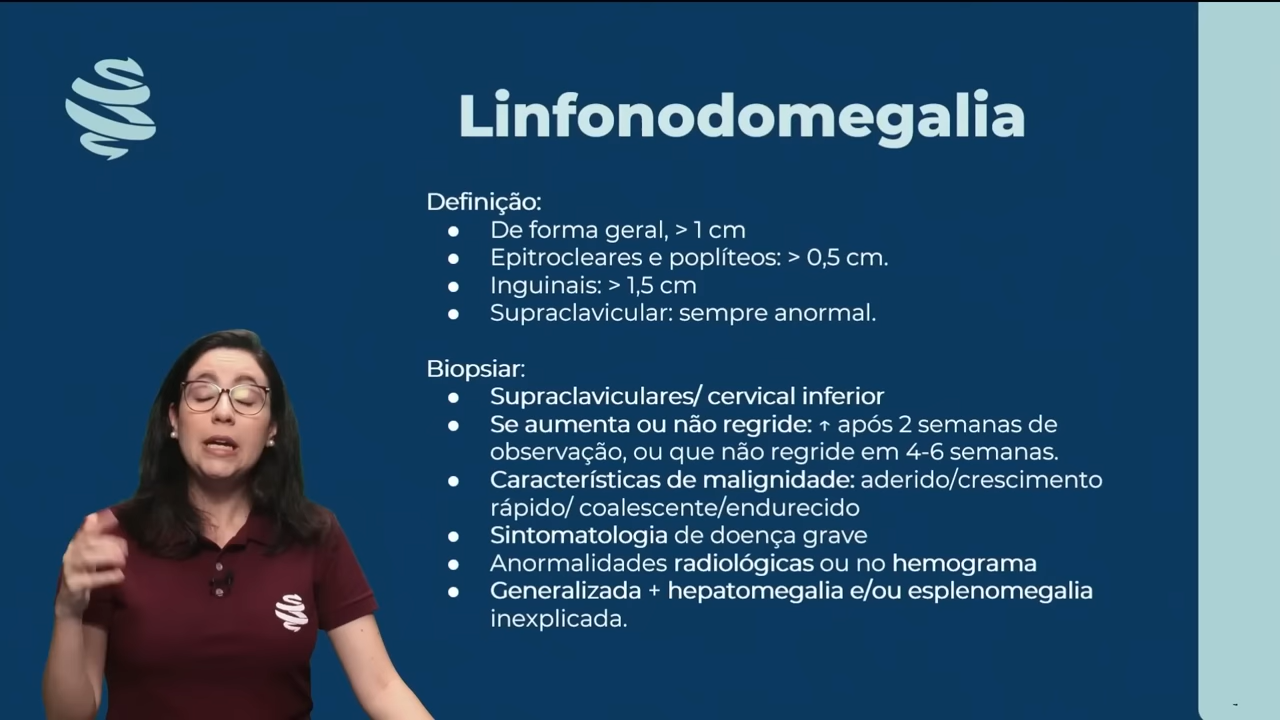 Linfonodomegalia
Definição:
● De forma geral, > 1 cm
● Epitrocleares e poplíteos: > 0,5 cm.
● Inguinais: > 1,5 cm
● Supraclavicular: sempre anormal.
Biopsiar:
● Supraclaviculares/ cervical inferior
● Se aumenta ou não regride: ↑ após 2 semanas de
observação, ou que não regride em 4-6 semanas.
● Características de malignidade: aderido/crescimento
rápido/ coalescente/endurecido
● Sintomatologia de doença grave
● Anormalidades radiológicas ou no hemograma
● Generalizada + hepatomegalia e/ou esplenomegalia
inexplicada.